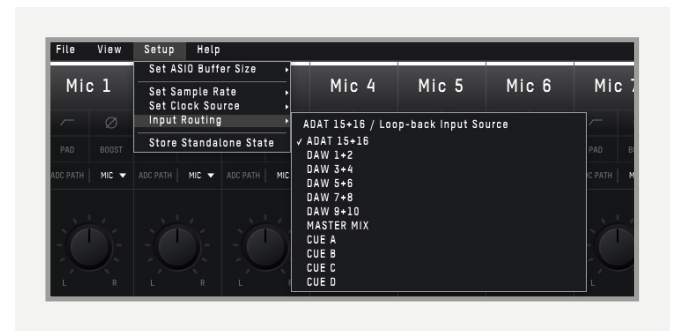 File View Setup Help
Set ASIO Buffer Size
Mic 1 Mic 4 Mic 5 Mic 6 Mic 7
Set Sample Rate
Set Clock Source
Input Routing
ADAT 15+16 / Loop-back Input Source
Store Standalone State
✓ ADAT 15+16
PAD BOOST
DAW 1+2
PAD
DAW 3+4
ADC PATH MIC ▼ ADC PATH MIC ▼ ADC PATH MIC
MIC ▼
DAW 5+6
DAW 7+8
DAW 9+10
MASTER MIX
CUE A
CUE B
CUE C
L R L R L
CUE D
L R